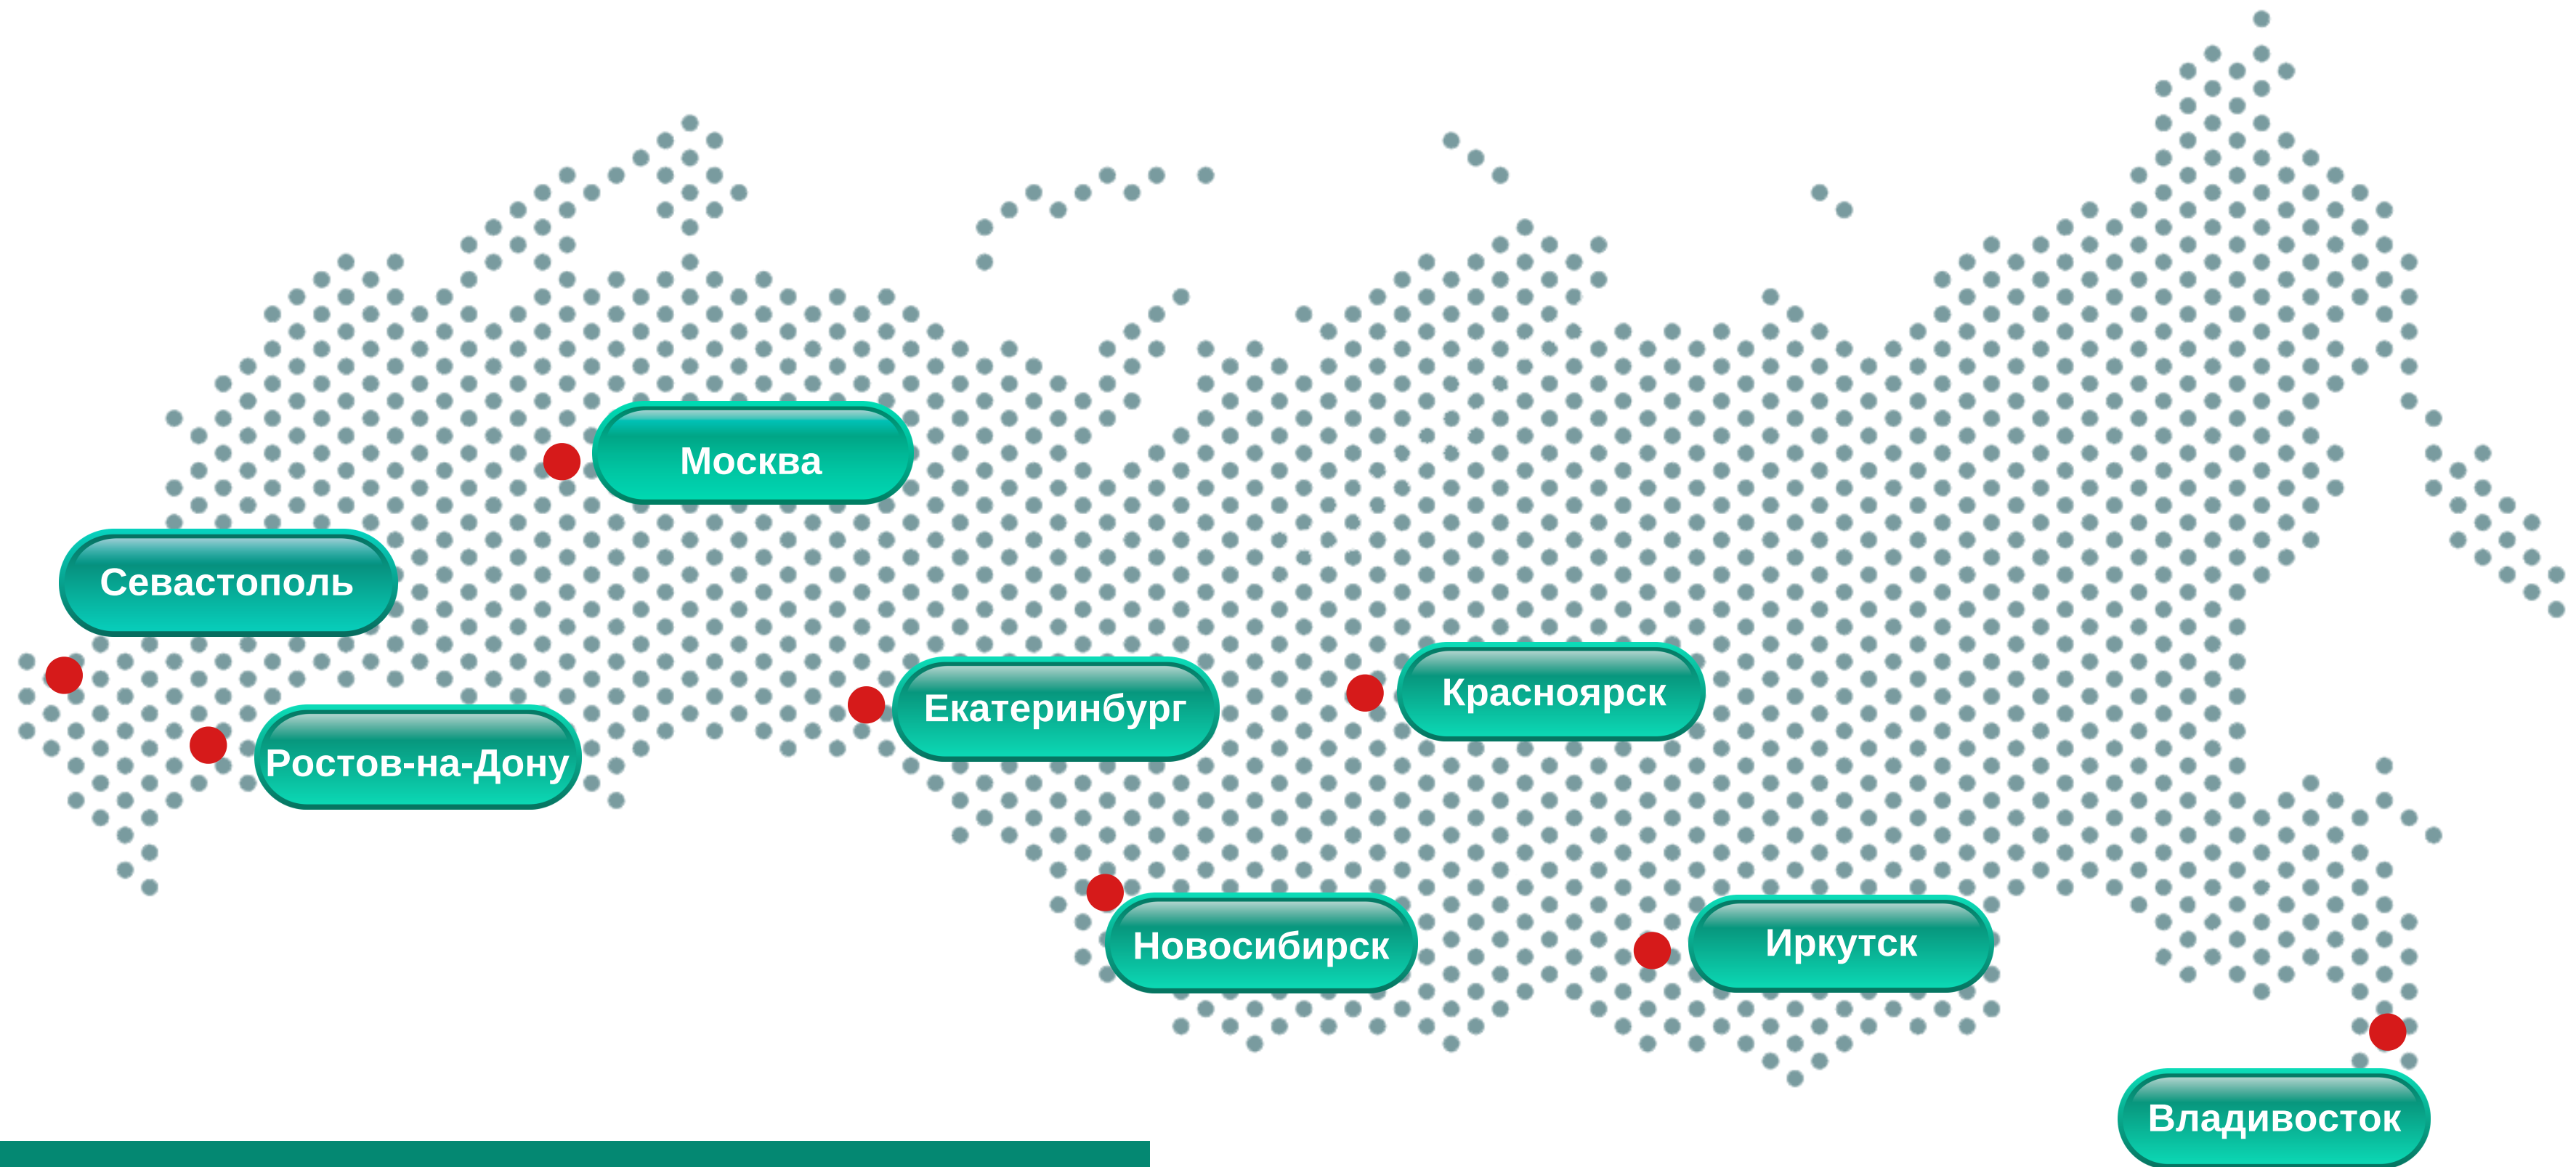 Москва
Севастополь
Екатеринбург
Красноярск
Ростов-на-Дону
Новосибирск
Иркутск
Владивосток